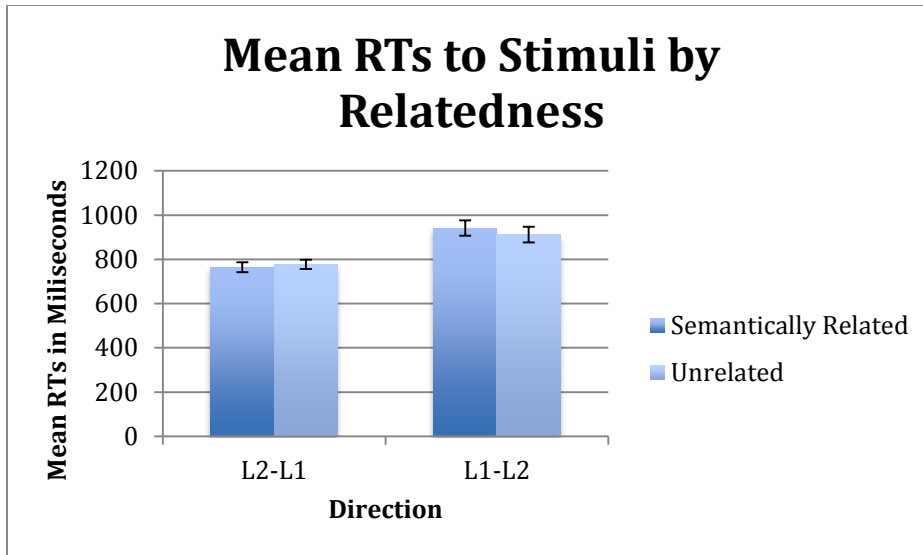 Mean RTs to Stimuli by
Relatedness
Mean RTs in Miliseconds
1200
1000
800
600
400
200
0
L2-L1
L1-L2
Direction
Semantically Related
Unrelated